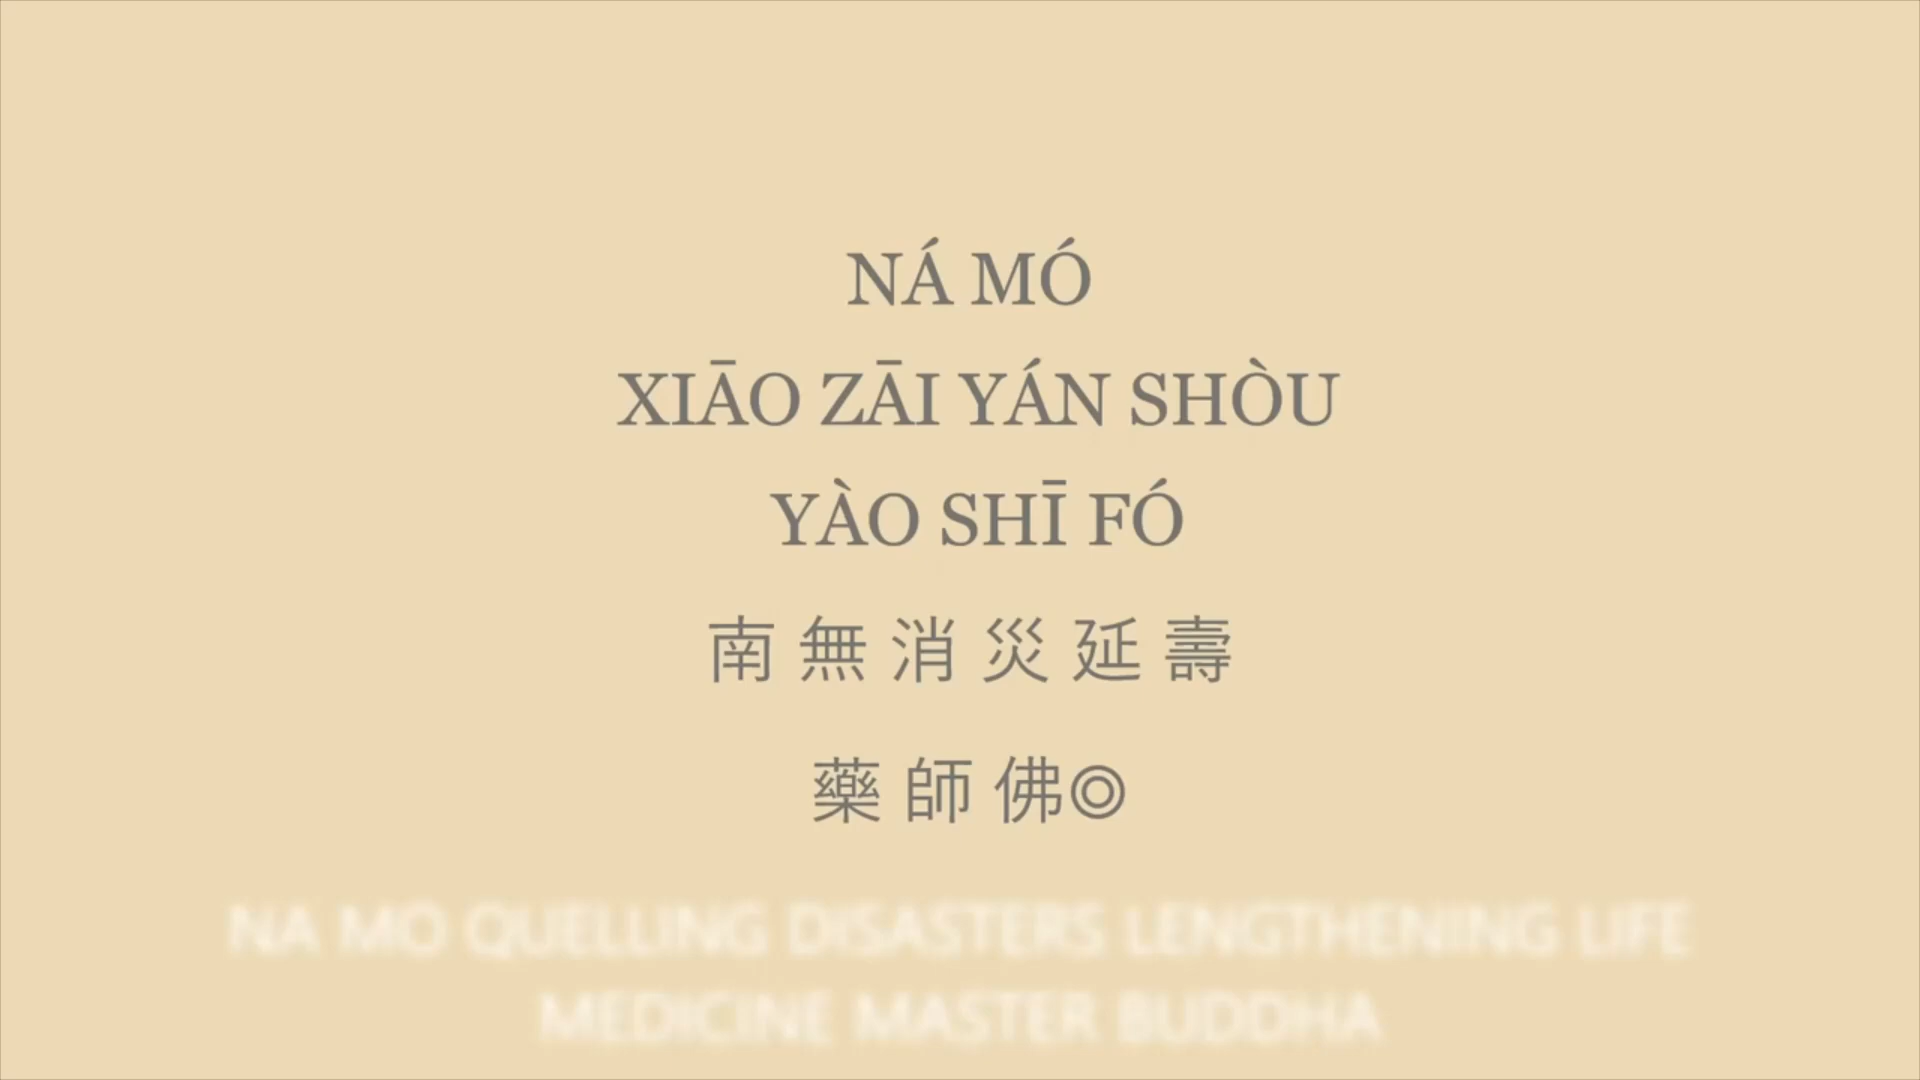 NÁ MÓ
XIĀO ZĀI YÁN SHÒU
YÀO SHĪ FÓ
南 無 消 災 延 壽
藥 師 佛◎
NA MO QUELLING DISASTERS LENGTHENING LIFE
MEDICINE MASTER BUDDHA